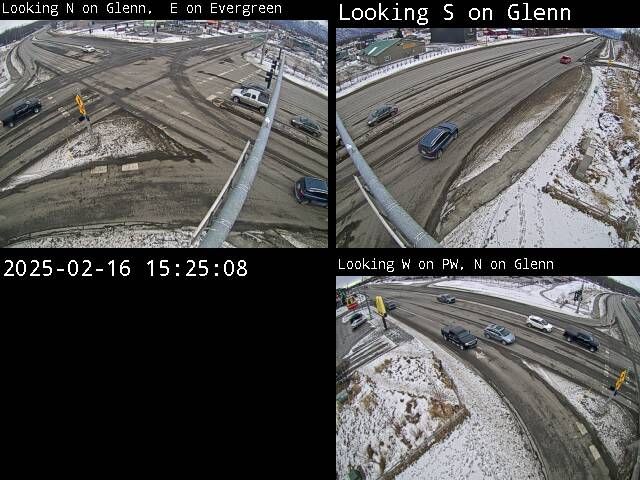 Looking N on Glenn,  E on Evergreen
Looking S on Glenn
2025-02-16 15:25:08
Looking W on PW, N on Glenn